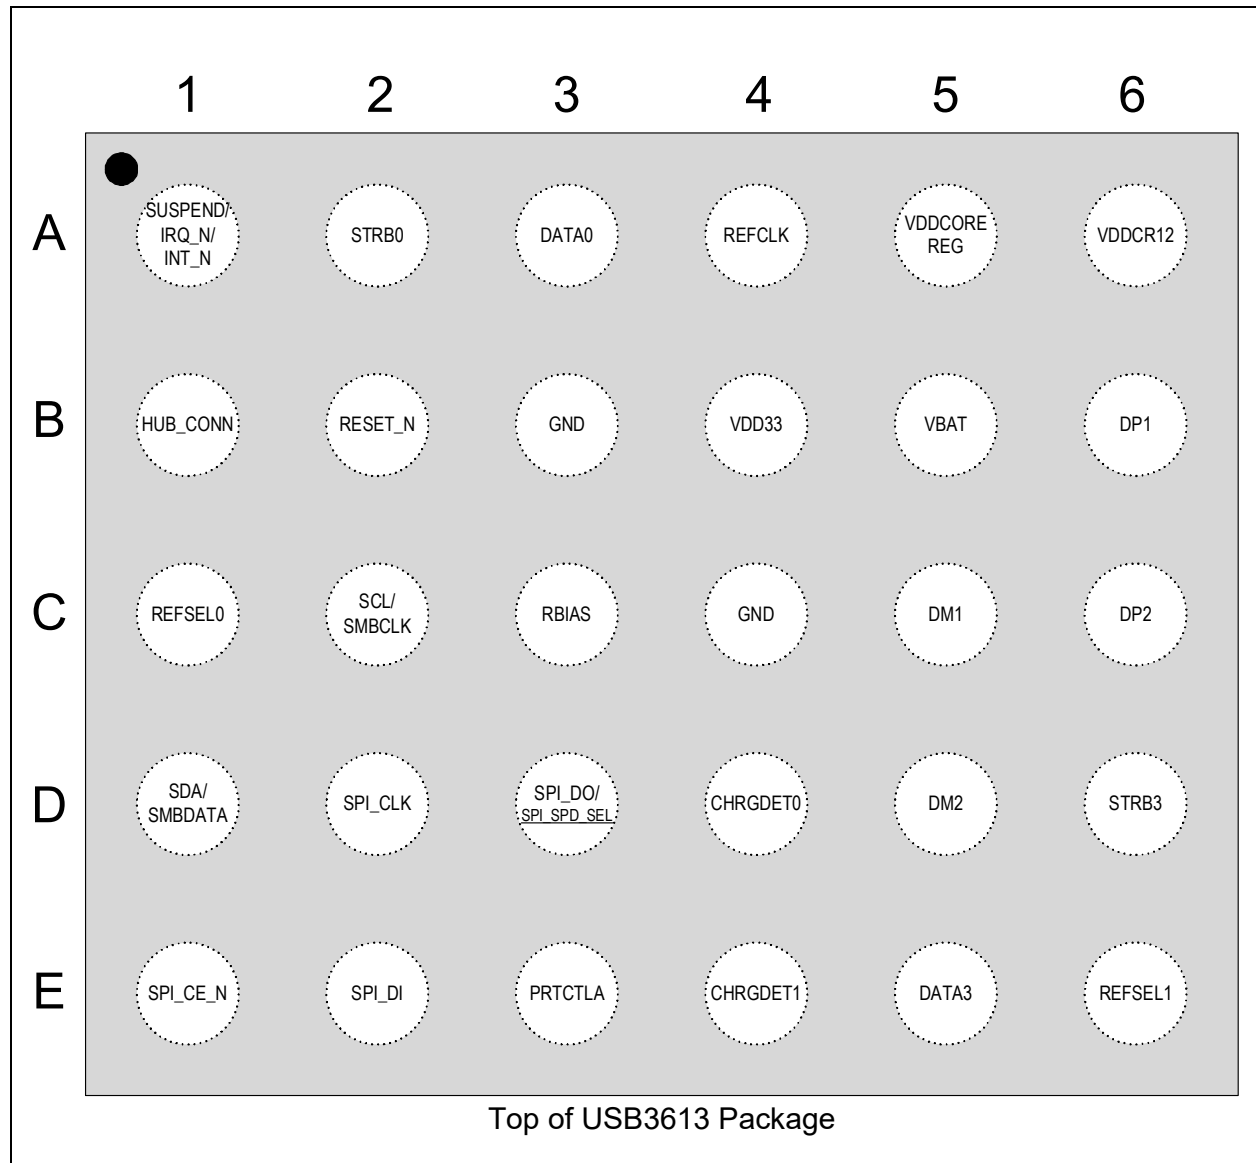 1 2 3 4 5 6
A
SUSPEND/
IRQ_N/
INT_N
STRB0
DATA0
REFCLK
VDDCORE
REG
VDDCR12
B
HUB_CONN
RESET_N
GND
VDD33
VBAT
DP1
C
REFSEL0
SCL/
SMBCLK
RBIAS
GND
DM1
DP2
D
SDA/
SMBDATA
SPI_CLK
SPI_DO/
SPI_SPD_SEL
CHRGDET0
DM2
STRB3
E
SPI_CE_N
SPI_DI
PRTCTLA
CHRGDET1
DATA3
REFSEL1
Top of USB3613 Package